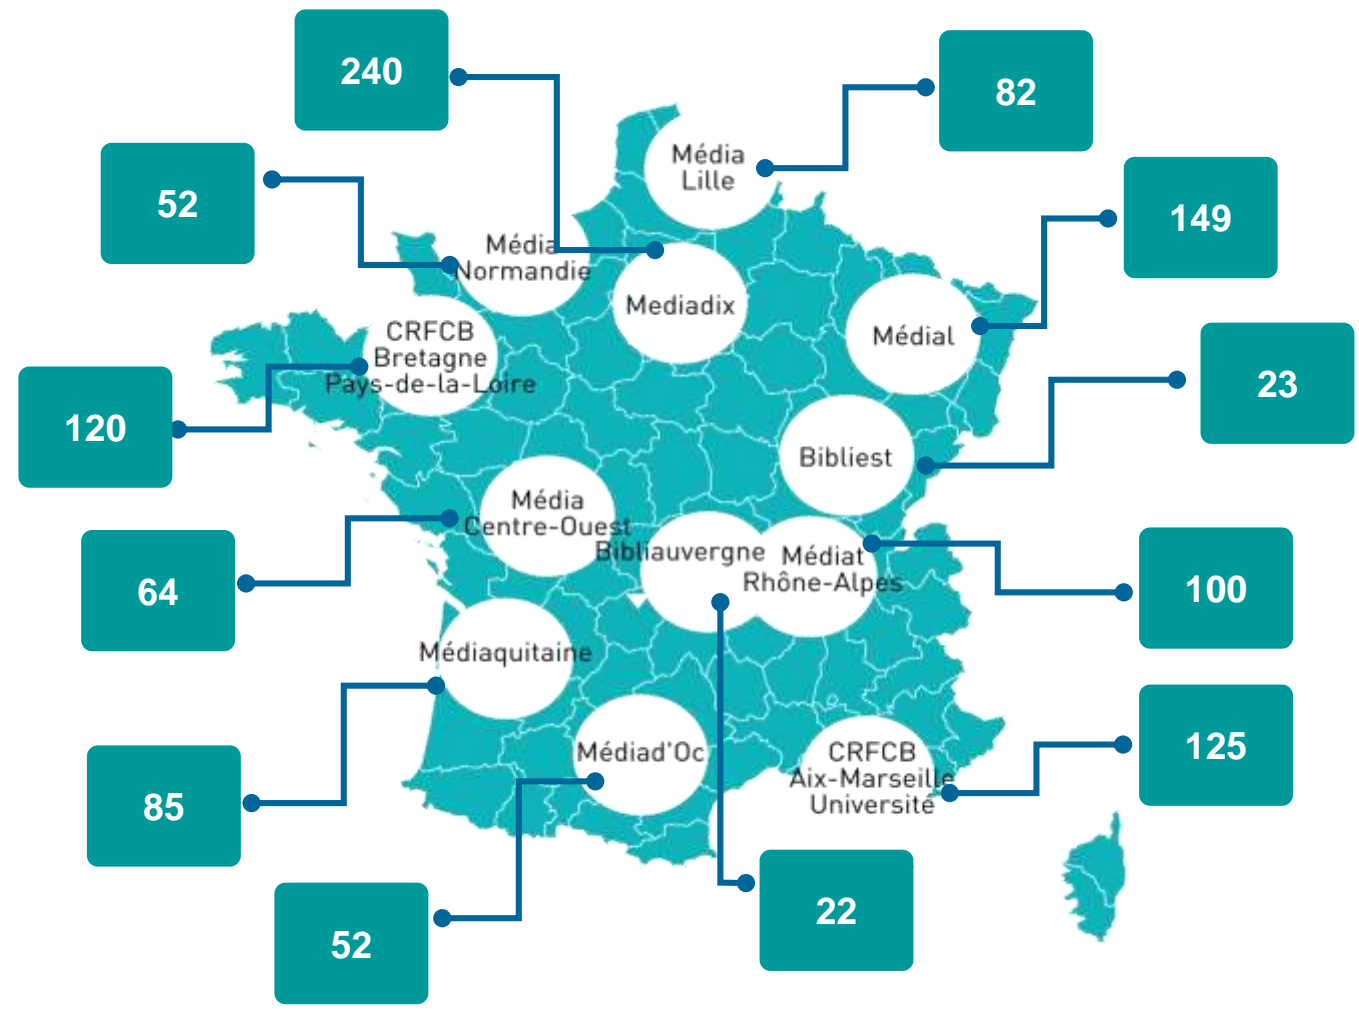 240
82
52
149
Média
Lille
Média
Normandie
Mediadix
Médial
CRFCB
Bretagne
Pays-de-la-Loire
23
120
Bibliest
Média
Centre-Ouest
Bibliauvergne
Médiat
Rhône-Alpes
64
100
Médiaquitaine
Médiad'Oc
CRFCB
Aix-Marseille
Université
125
85
22
52